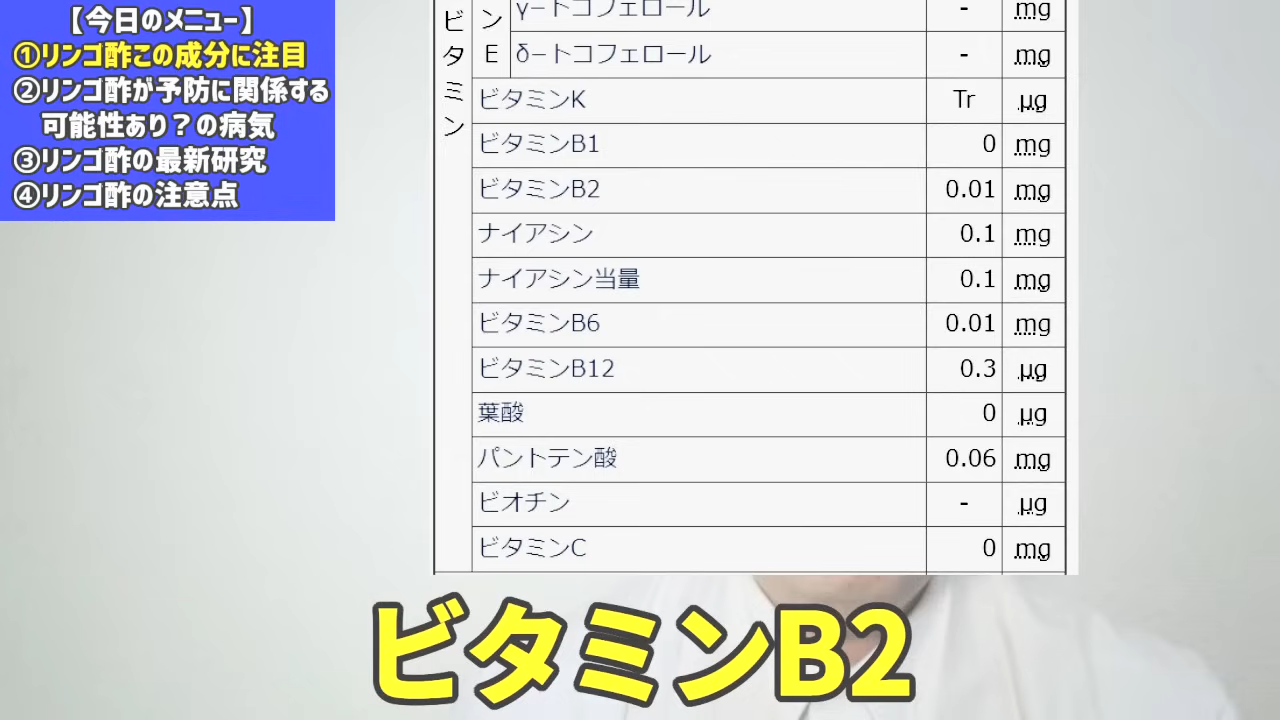 【今日のメニュー】
①リンゴ酢この成分に注目
②リンゴ酢が予防に関係する
可能性あり？の病気
③リンゴ酢の最新研究
④リンゴ酢の注意点
ビタミン
ンE
γ−トコフェロール - mg
δ−トコフェロール - mg
ビタミンK Tr μg
ビタミンB1 0 mg
ビタミンB2 0.01 mg
ナイアシン 0.1 mg
ナイアシン当量 0.1 mg
ビタミンB6 0.01 mg
ビタミンB12 0.3 μg
葉酸 0 μg
パントテン酸 0.06 mg
ビオチン - μg
ビタミンC 0 mg
ビタミンB2